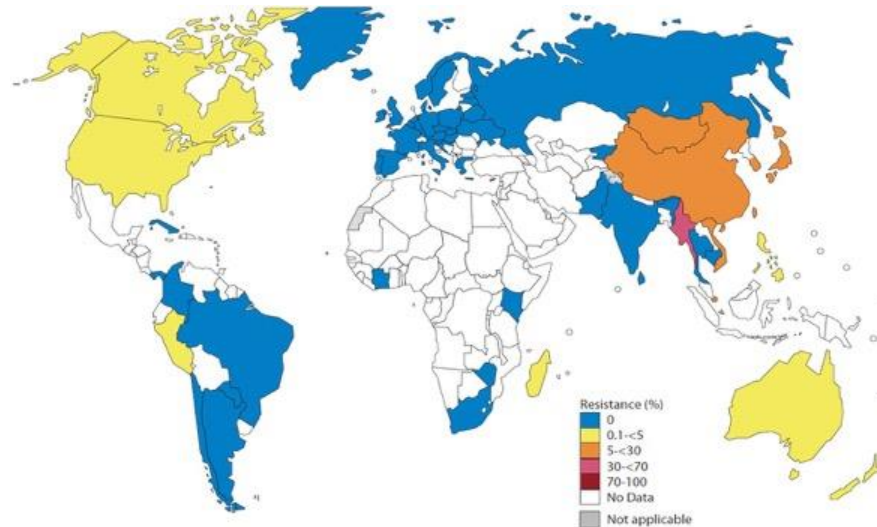 Resistance (%)
0
0.1-<5
5-<30
30-<70
70-100
No Data
Not applicable